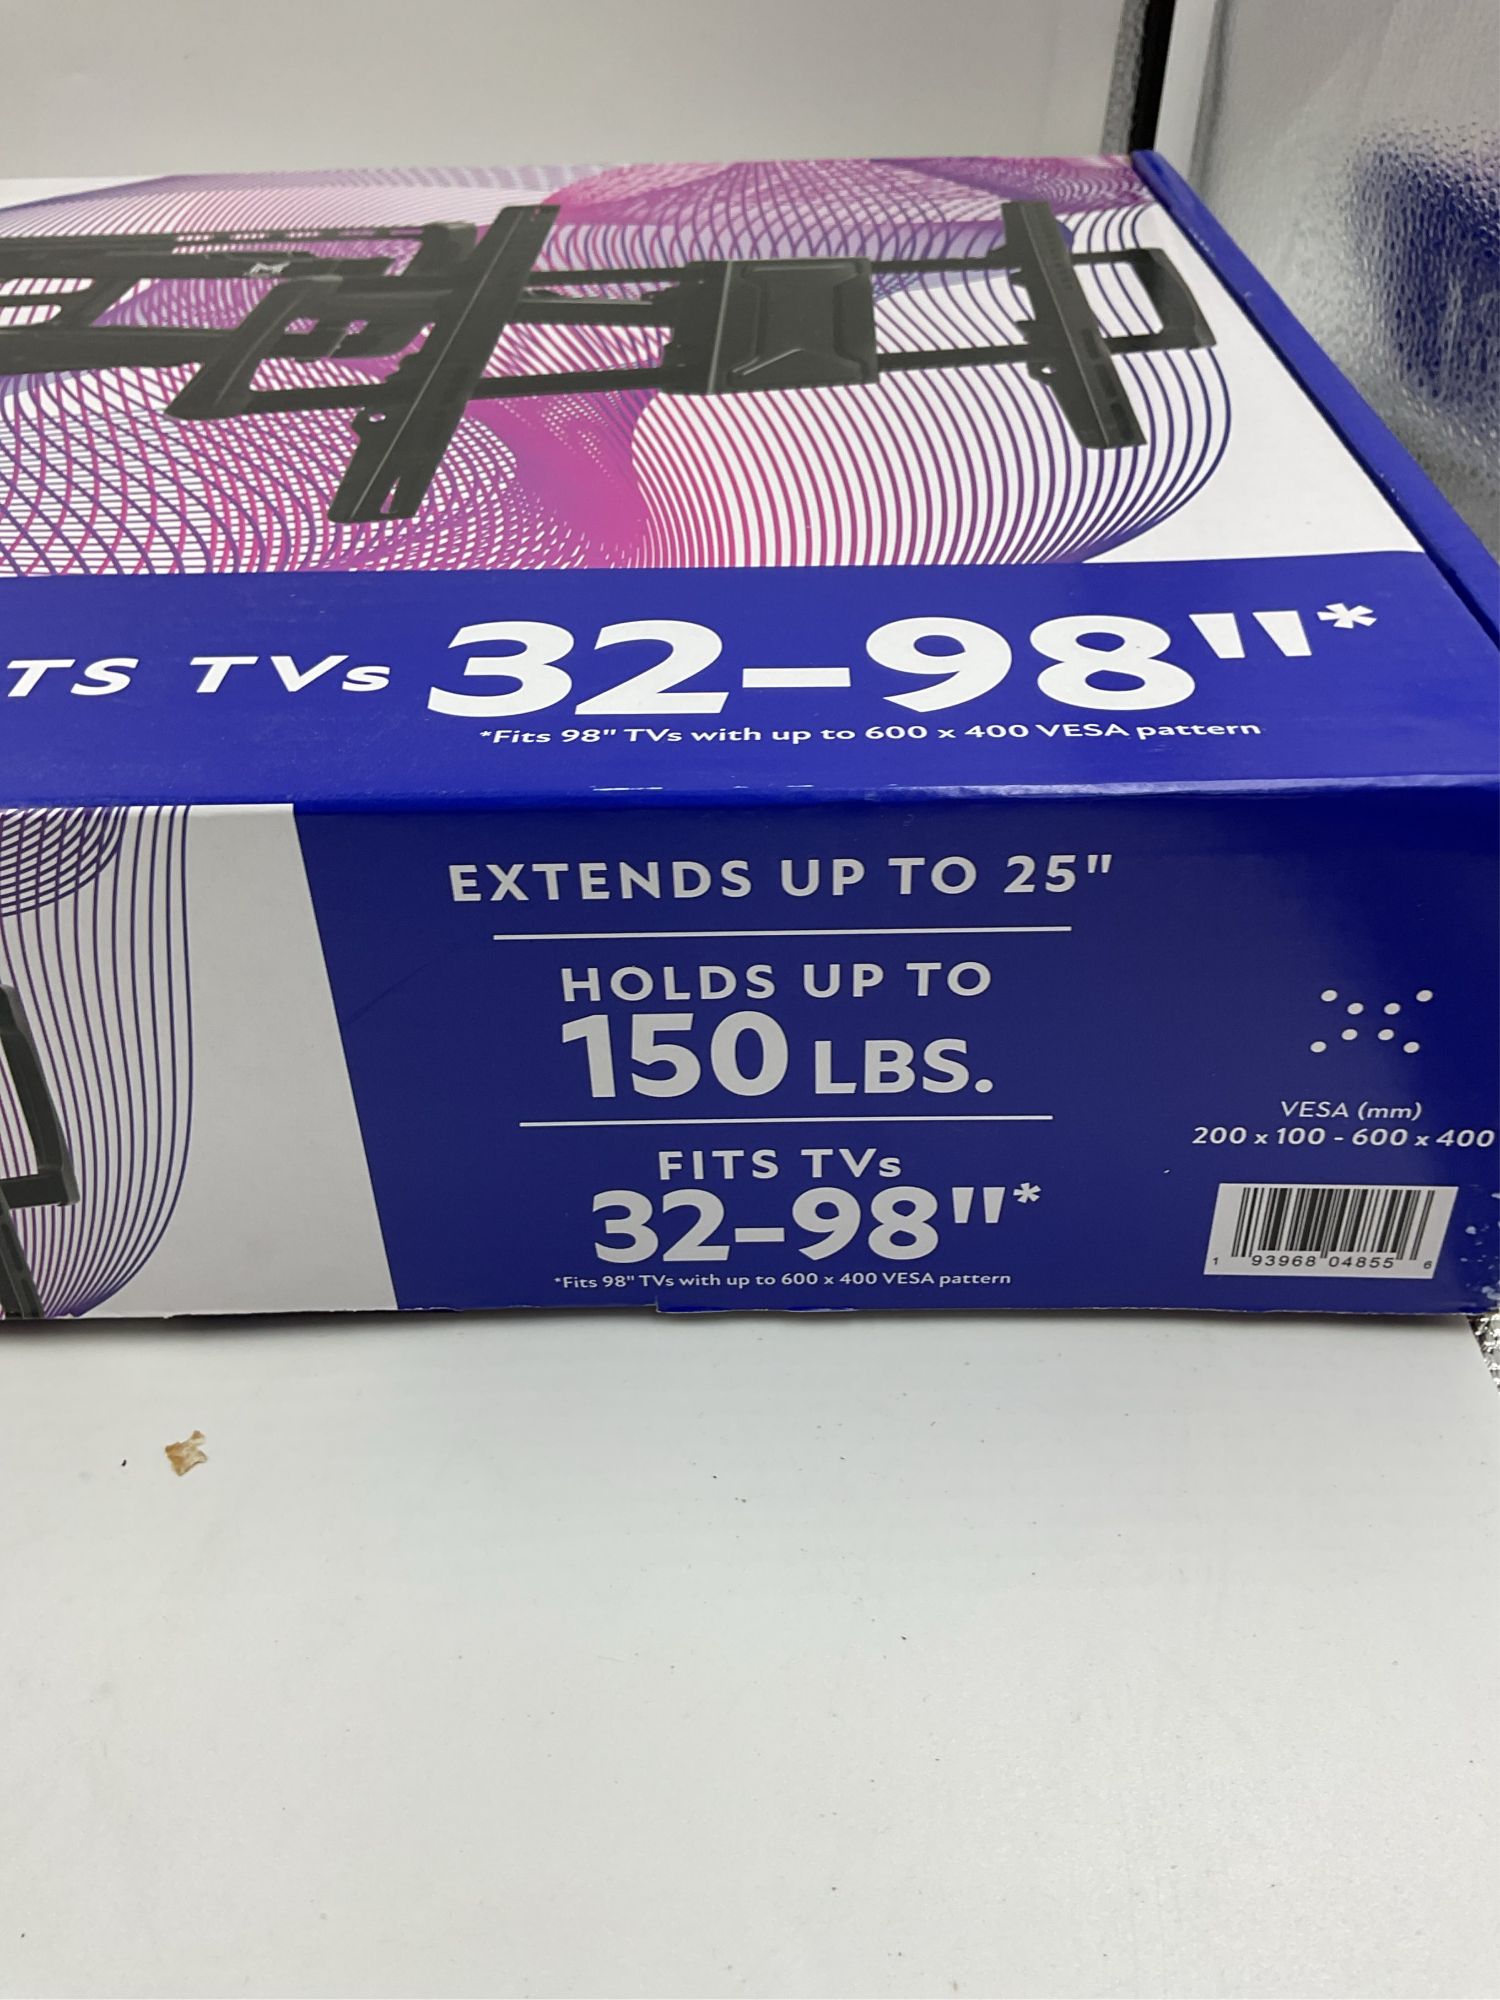 TVs 32–98"*
*Fits 98" TVs with up to 600 x 400 VESA pattern
EXTENDS UP TO 25"
HOLDS UP TO
150 LBS.
FITS TVs
32–98"*
*Fits 98" TVs with up to 600 x 400 VESA pattern
VESA (mm)
200 x 100 - 600 x 400
1 93968 04855 6